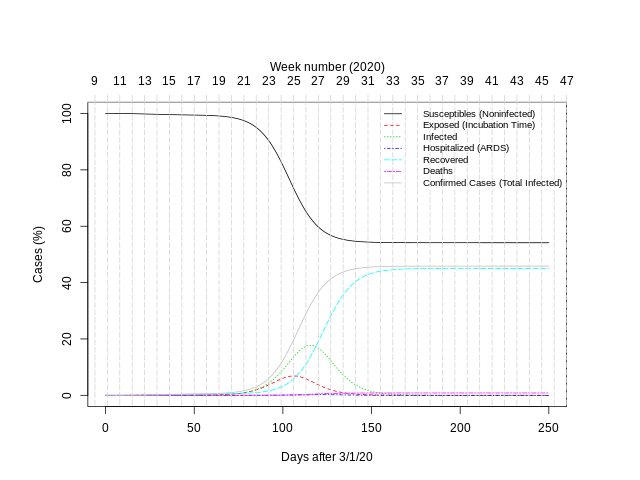 Week number (2020)
9 11 13 15 17 19 21 23 25 27 29 31 33 35 37 39 41 43 45 47
Susceptibles (Noninfected)
Exposed (Incubation Time)
Infected
Hospitalized (ARDS)
Recovered
Deaths
Confirmed Cases (Total Infected)
Cases (%)
100
80
60
40
20
0
0 50 100 150 200 250
Days after 3/1/20